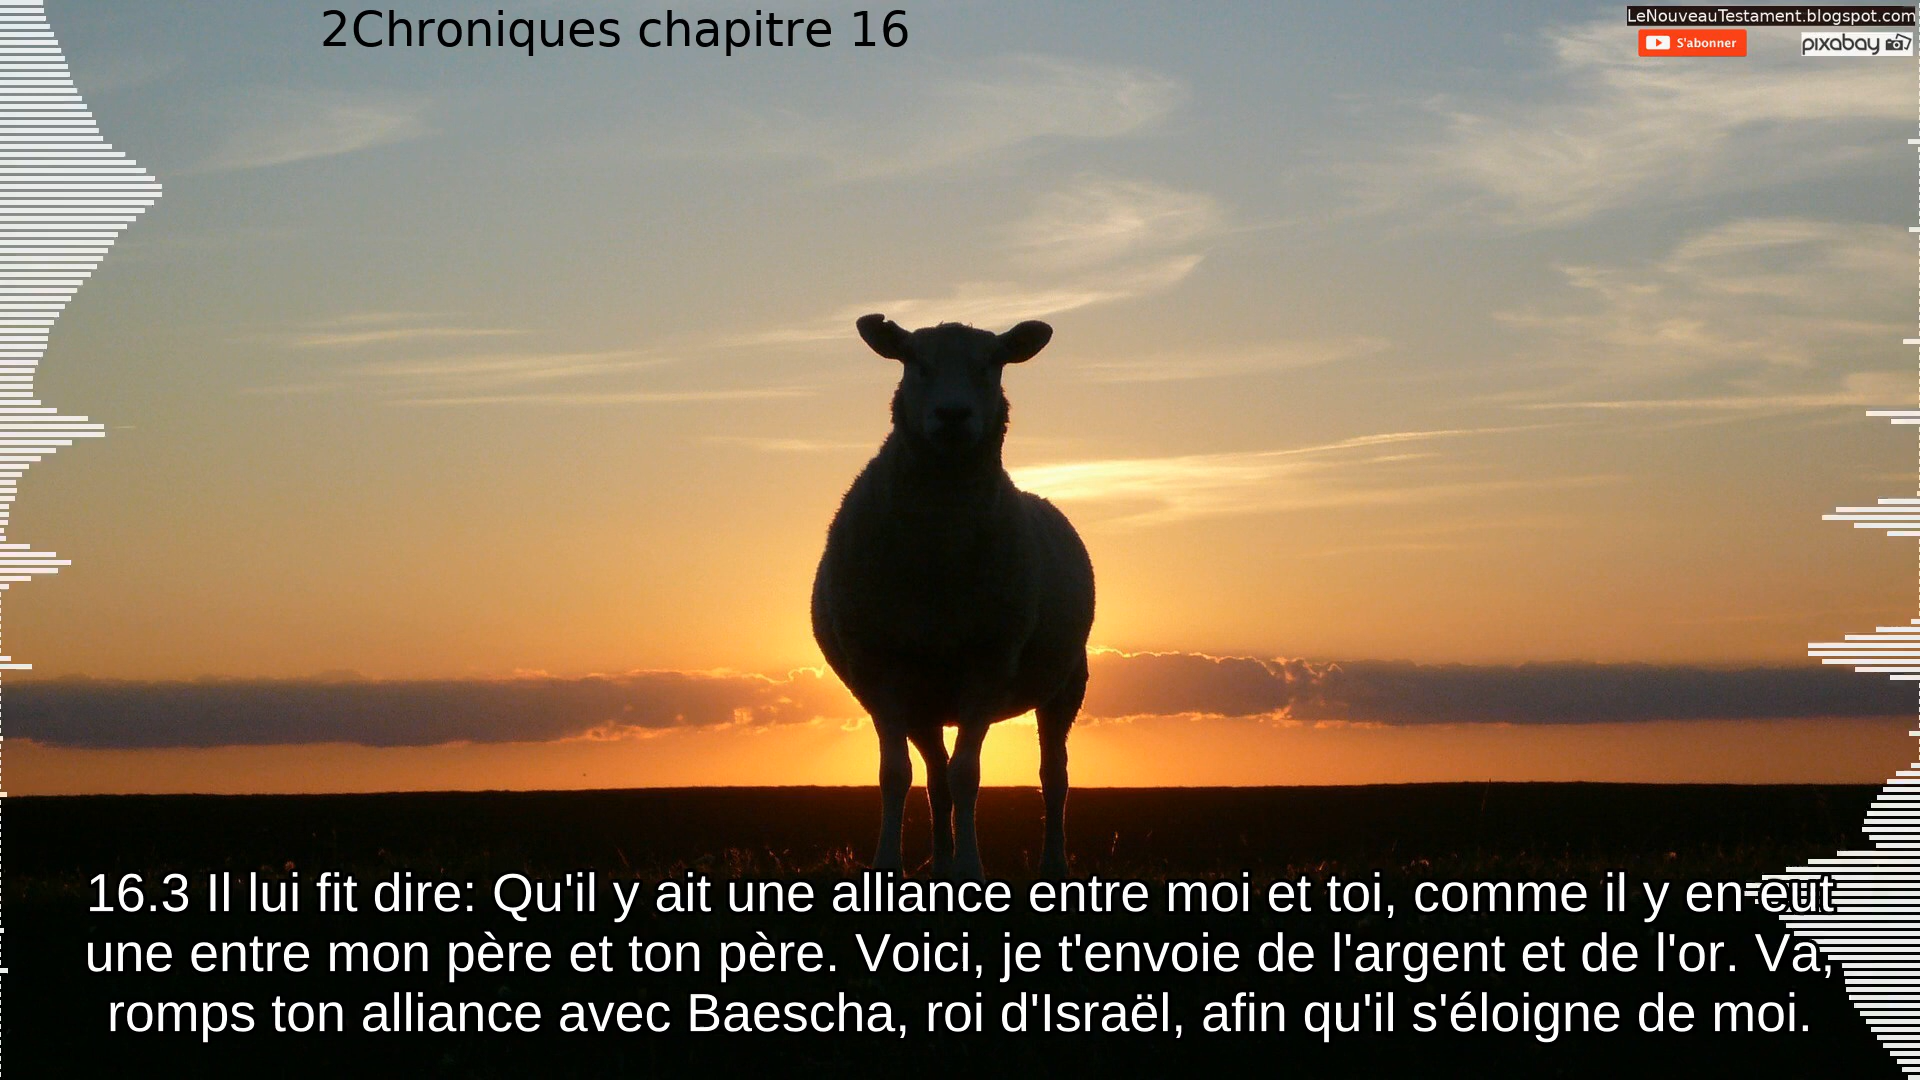 2Chroniques chapitre 16
LeNouveauTestament.blogspot.com
S'abonner
pixabay
16.3 Il lui fit dire: Qu'il y ait une alliance entre moi et toi, comme il y en eut
une entre mon père et ton père. Voici, je t'envoie de l'argent et de l'or. Va,
romps ton alliance avec Baescha, roi d'Israël, afin qu'il s'éloigne de moi.